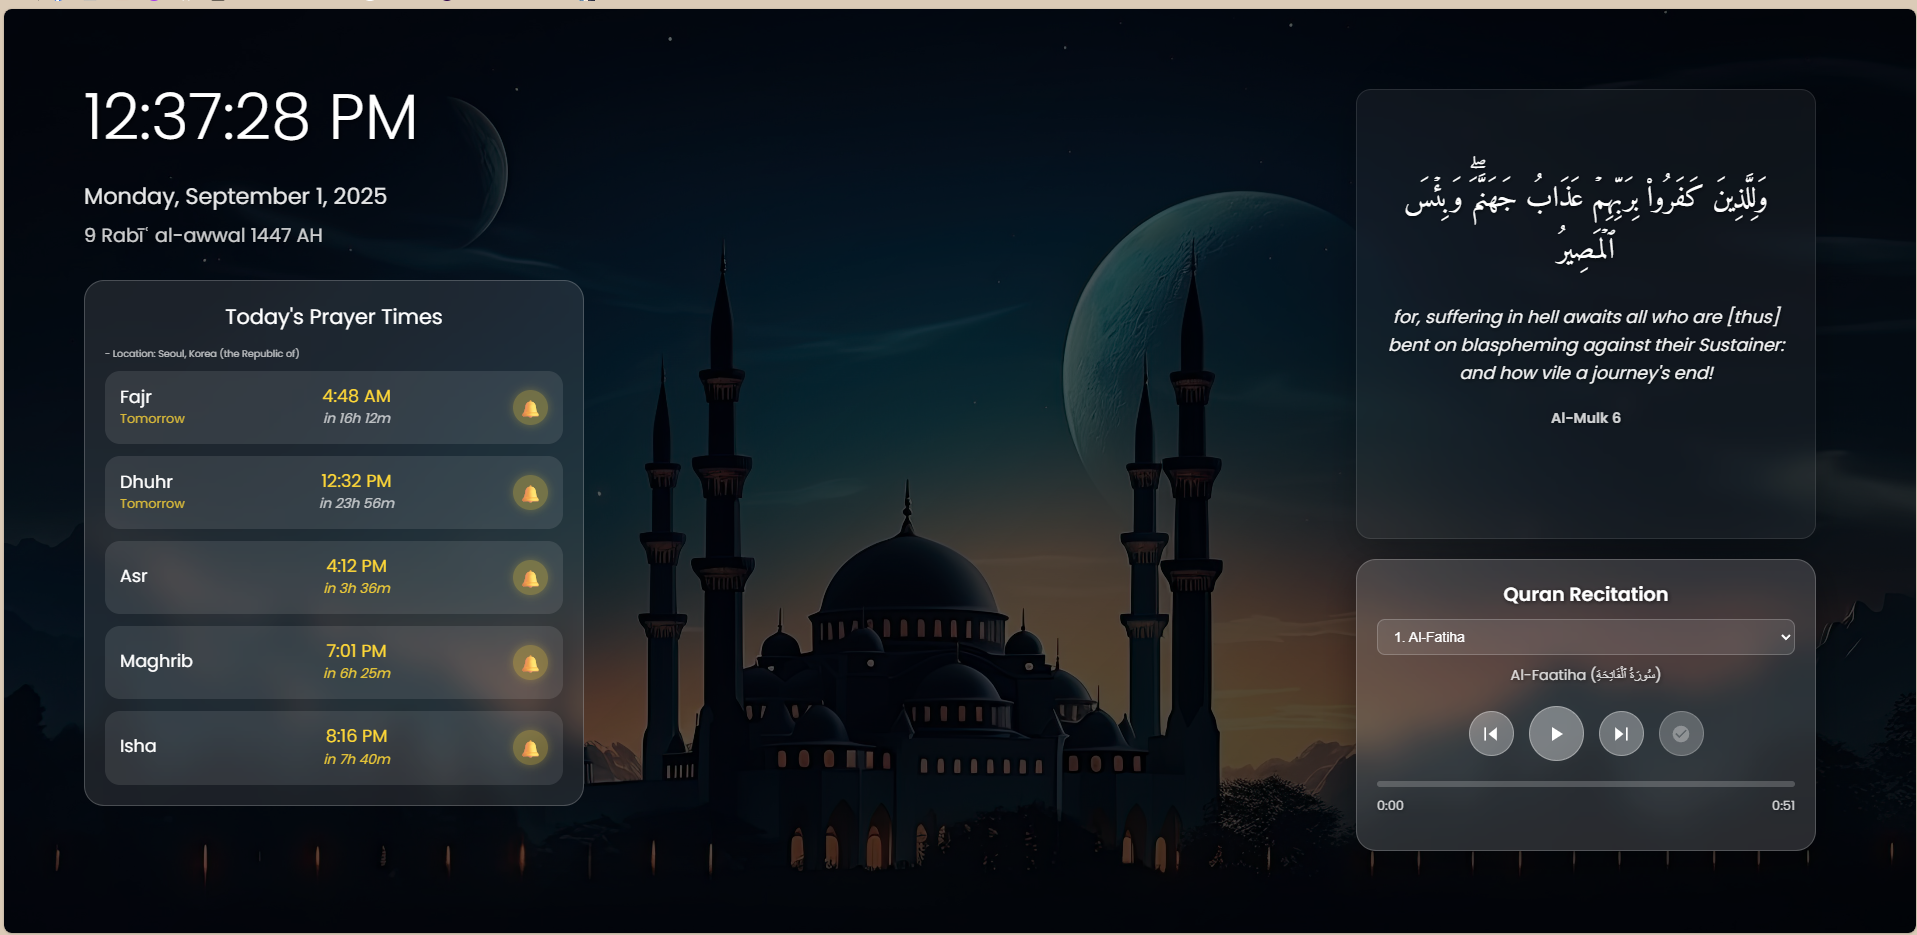 12:37:28 PM
Monday, September 1, 2025
9 Rabīʿ al-awwal 1447 AH
Today's Prayer Times
- Location: Seoul, Korea (the Republic of)
Fajr
Tomorrow
4:48 AM
in 16h 12m
Dhuhr
Tomorrow
12:32 PM
in 23h 56m
Asr
4:12 PM
in 3h 36m
Maghrib
7:01 PM
in 6h 25m
Isha
8:16 PM
in 7h 40m
وَلِلَّذِينَ كَفَرُوا۟ بِرَبِّهِمْ عَذَابُ جَهَنَّمَ ۖ وَبِئْسَ
ٱلْمَصِيرُ
for, suffering in hell awaits all who are [thus]
bent on blaspheming against their Sustainer:
and how vile a journey's end!
Al-Mulk 6
Quran Recitation
1. Al-Fatiha
Al-Faatiha (سُورَةُ ٱلْفَاتِحَةِ)
0:00
0:51